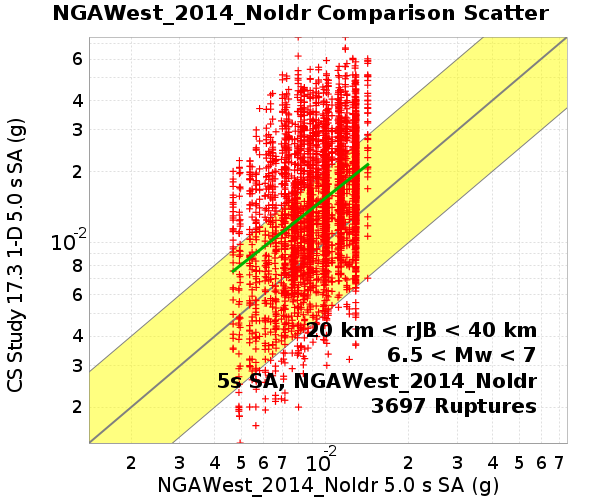 NGAWest_2014_NoIdr Comparison Scatter
CS Study 17.3 1-D 5.0 s SA (g)
6
4
3
2
10-2
8
6
4
3
2
20 km < rJB < 40 km
6.5 < Mw < 7
5s SA, NGAWest_2014_NoIdr
3697 Ruptures
2 3 4 5 6 7 10-2 2 3 4 5 6 7
NGAWest_2014_NoIdr 5.0 s SA (g)